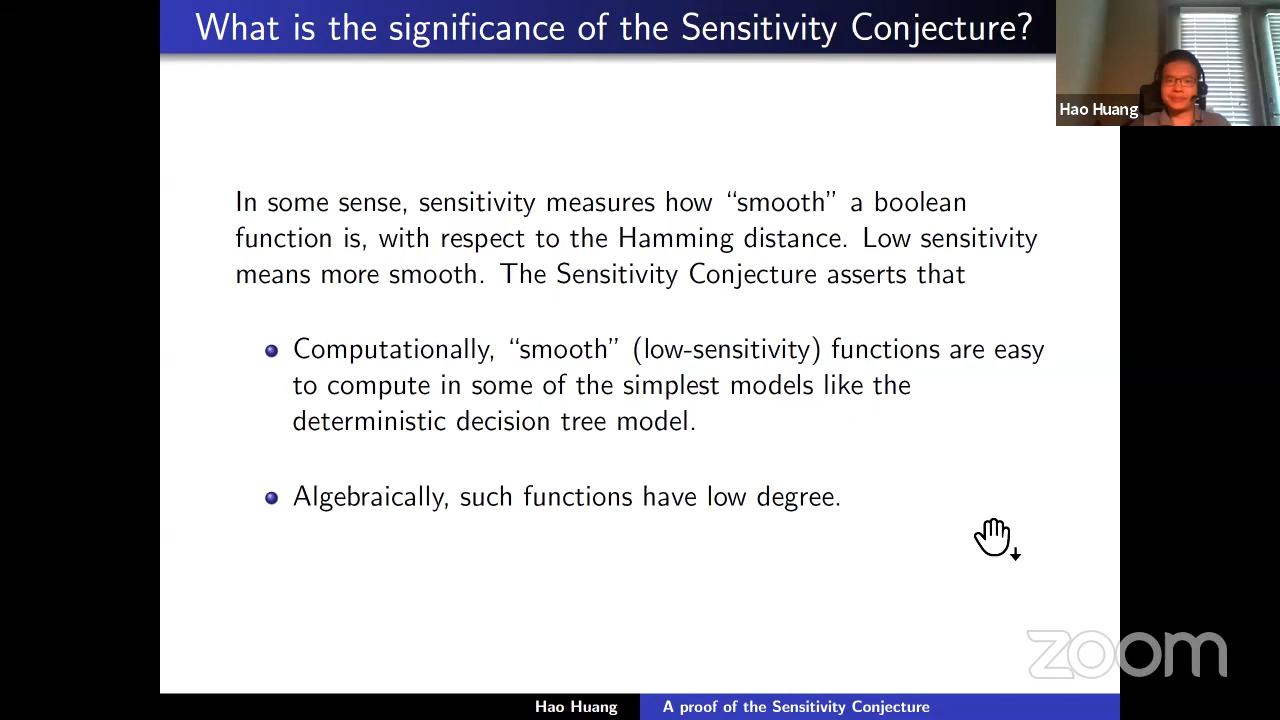 What is the significance of the Sensitivity Conjecture?
Hao Huang
In some sense, sensitivity measures how “smooth” a boolean
function is, with respect to the Hamming distance. Low sensitivity
means more smooth. The Sensitivity Conjecture asserts that
Computationally, “smooth” (low-sensitivity) functions are easy
to compute in some of the simplest models like the
deterministic decision tree model.
Algebraically, such functions have low degree.
zoom
Hao Huang
A proof of the Sensitivity Conjecture